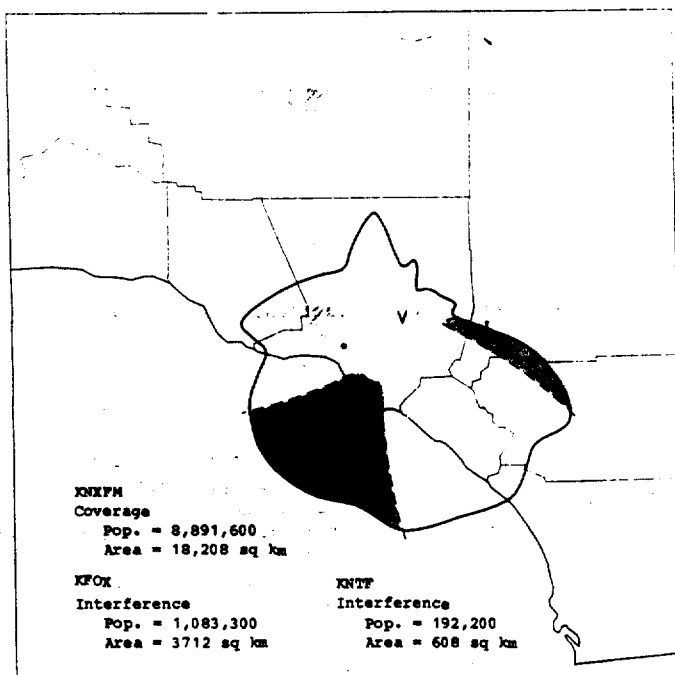 KNXFM
Coverage
Pop. = 8,891,600
Area = 18,208 sq km
KFOX
Interference
Pop. = 1,083,300
Area = 3712 sq km
KNTF
Interference
Pop. = 192,200
Area = 608 sq km